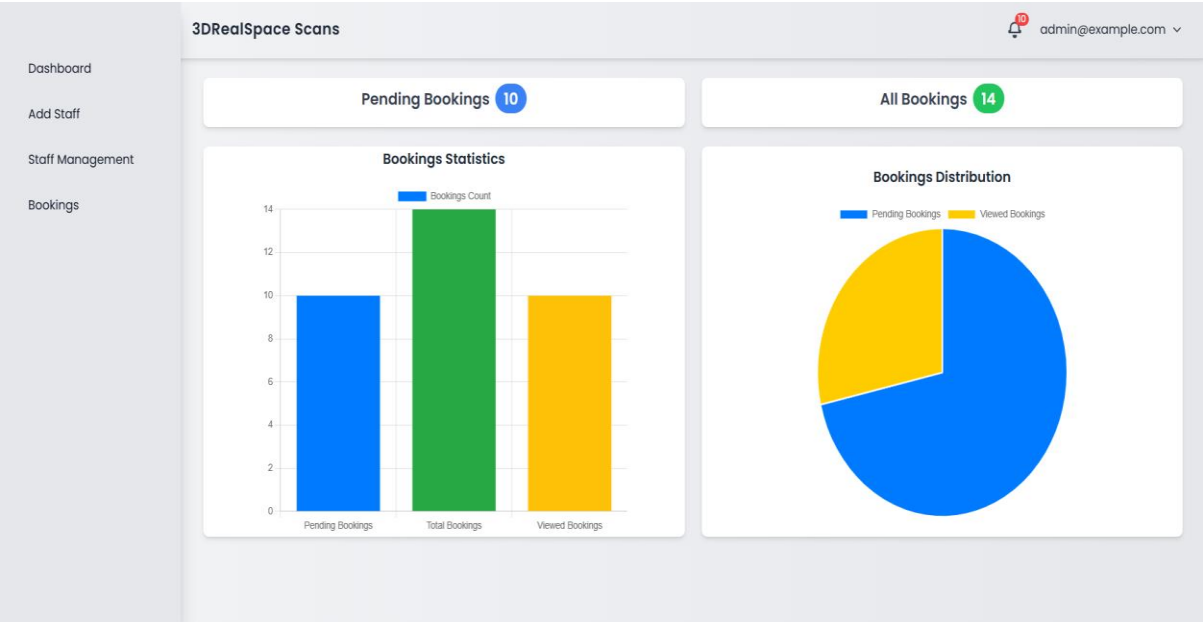 3DRealSpace Scans
10
admin@example.com
Dashboard
Add Staff
Staff Management
Bookings
Pending Bookings 10
All Bookings 14
Bookings Statistics
Bookings Count
14
12
10
8
6
4
2
0
Pending Bookings Total Bookings Viewed Bookings
Bookings Distribution
Pending Bookings Viewed Bookings